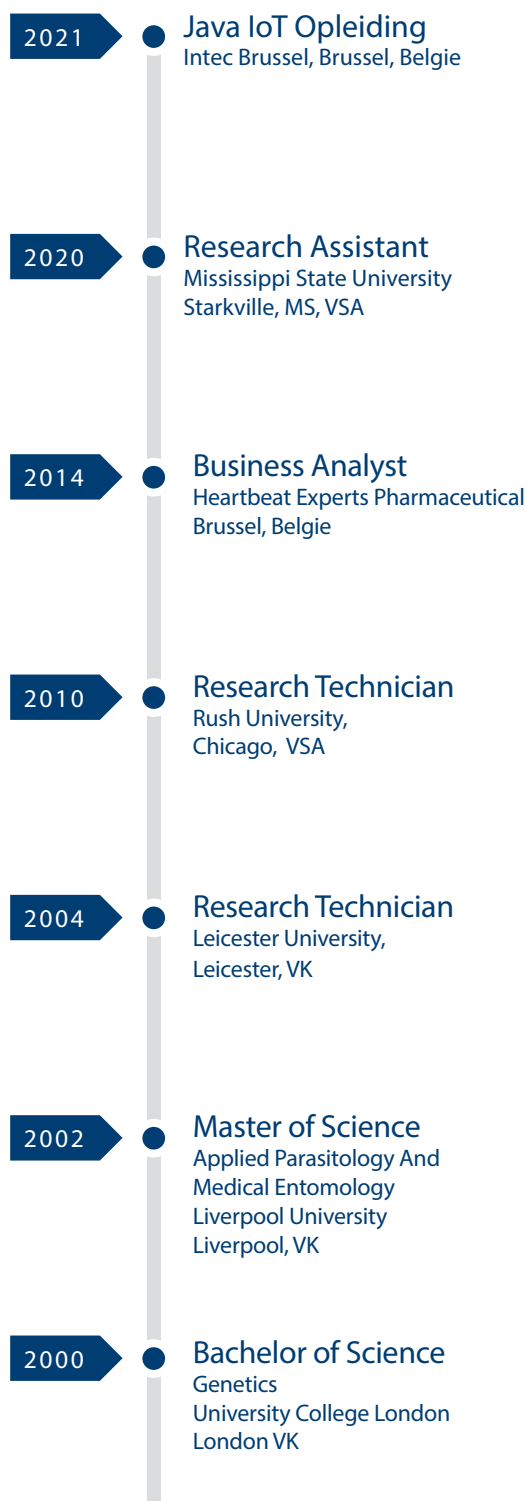 2021
Java IoT Opleiding
Intec Brussel, Brussel, Belgie
2020
Research Assistant
Mississippi State University
Starkville, MS, VSA
2014
Business Analyst
Heartbeat Experts Pharmaceutical
Brussel, Belgie
2010
Research Technician
Rush University,
Chicago, VSA
2004
Research Technician
Leicester University,
Leicester, VK
2002
Master of Science
Applied Parasitology And
Medical Entomology
Liverpool University
Liverpool, VK
2000
Bachelor of Science
Genetics
University College London
London VK